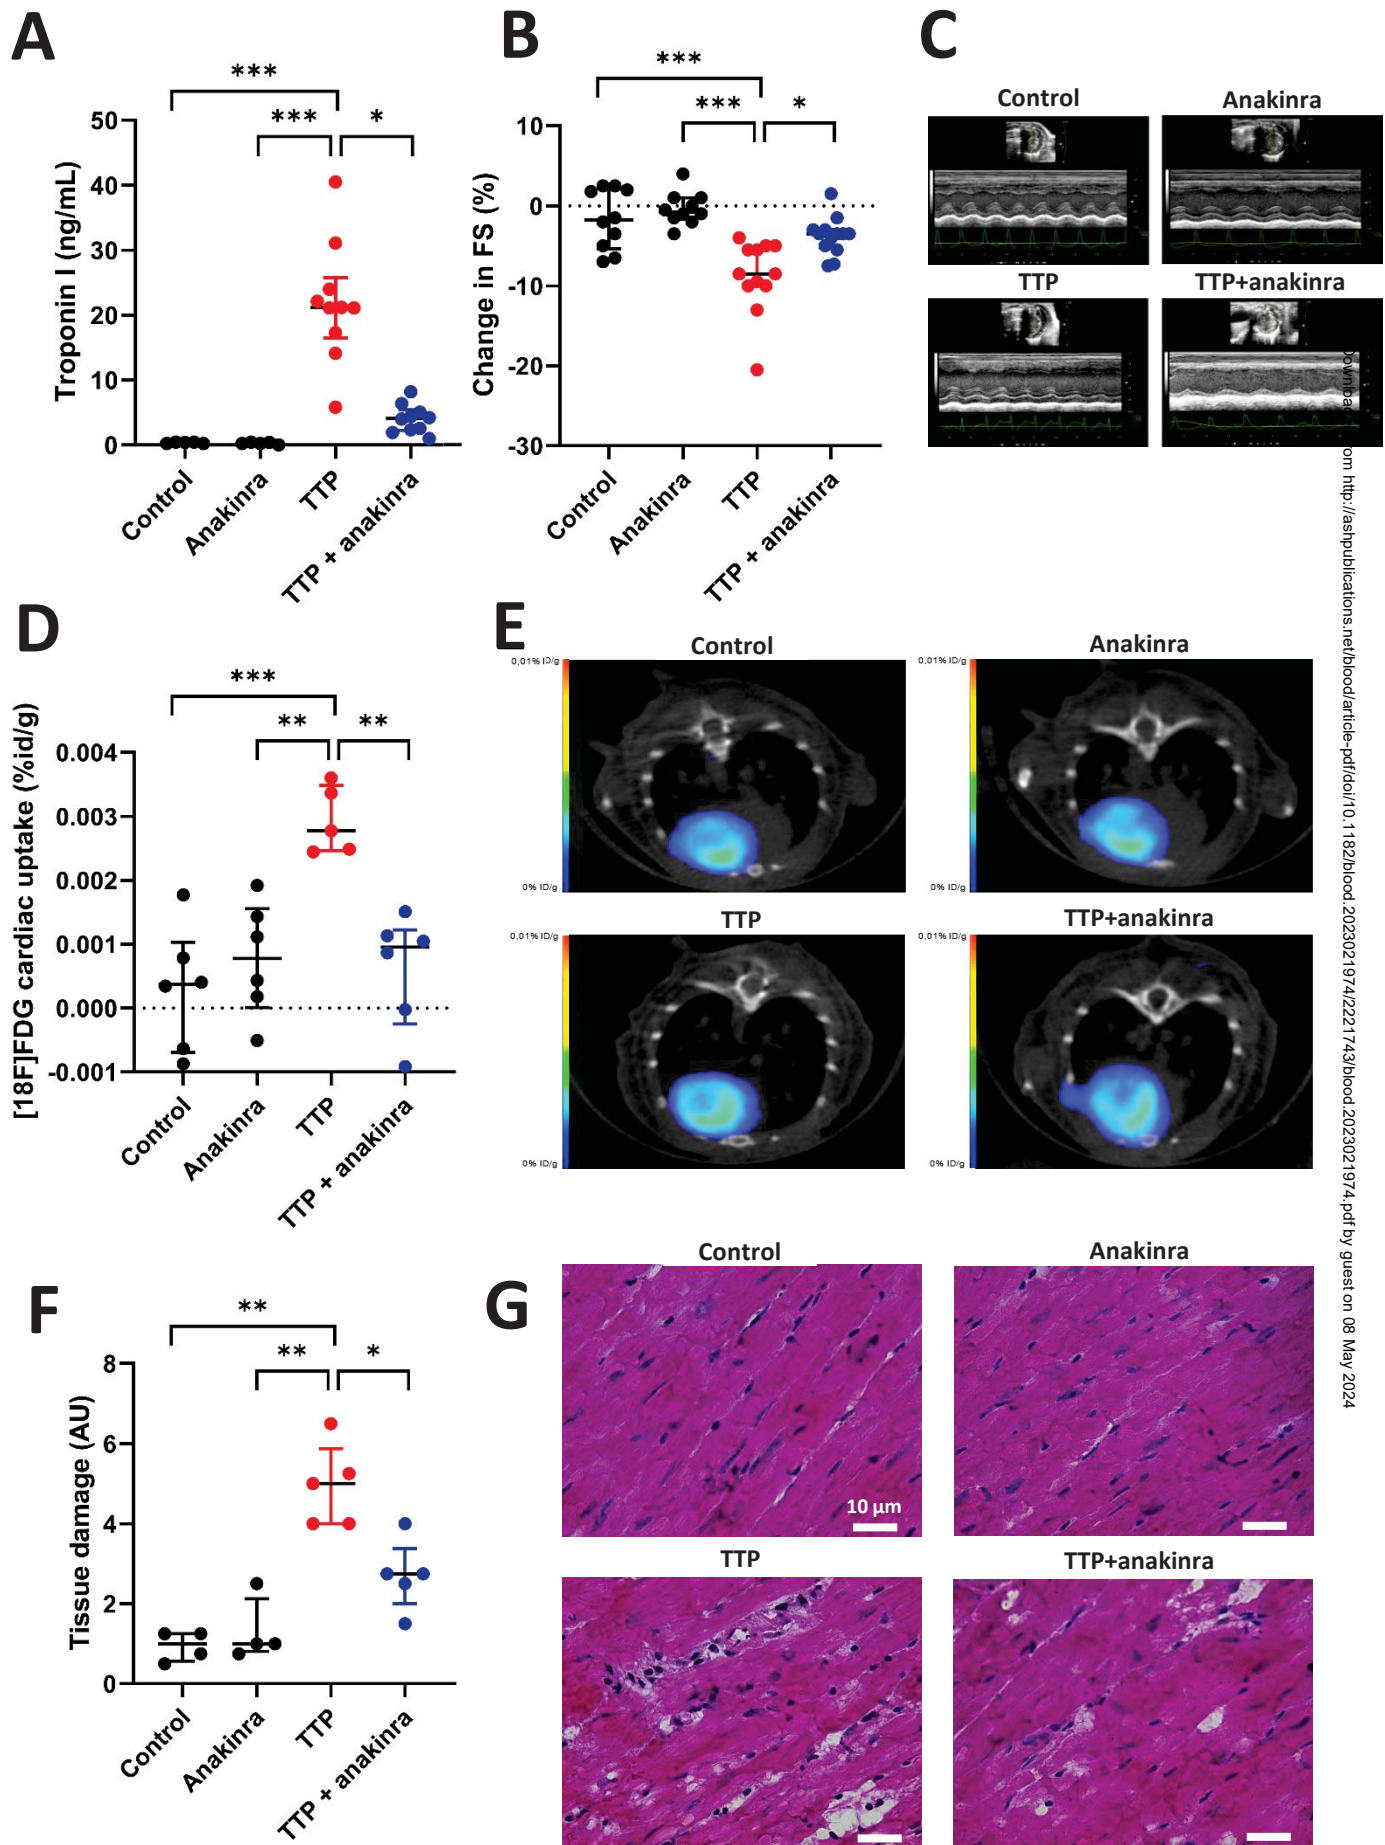 A
***
***
*
Troponin I (ng/mL)
50
40
30
20
10
0
Control
Anakinra
TTP
TTP + anakinra
B
***
***
*
Change in FS (%)
10
0
-10
-20
-30
Control
Anakinra
TTP
TTP + anakinra
C
Control
Anakinra
TTP
TTP+anakinra
D
***
**
**
[18F]FDG cardiac uptake (%id/g)
0.004
0.003
0.002
0.001
0.000
-0.001
Control
Anakinra
TTP
TTP + anakinra
E
Control
0,01% ID/g
0% ID/g
Anakinra
0,01% ID/g
0% ID/g
TTP
0,01% ID/g
0% ID/g
TTP+anakinra
0,01% ID/g
0% ID/g
F
**
**
*
Tissue damage (AU)
8
6
4
2
0
Control
Anakinra
TTP
TTP + anakinra
G
Control
10 µm
Anakinra
TTP
TTP+anakinra
http://ashpublications.net/blood/article-pdf/doi/10.1182/blood.2023021974/2221743/blood.2023021974.pdf by guest on 08 May 2024